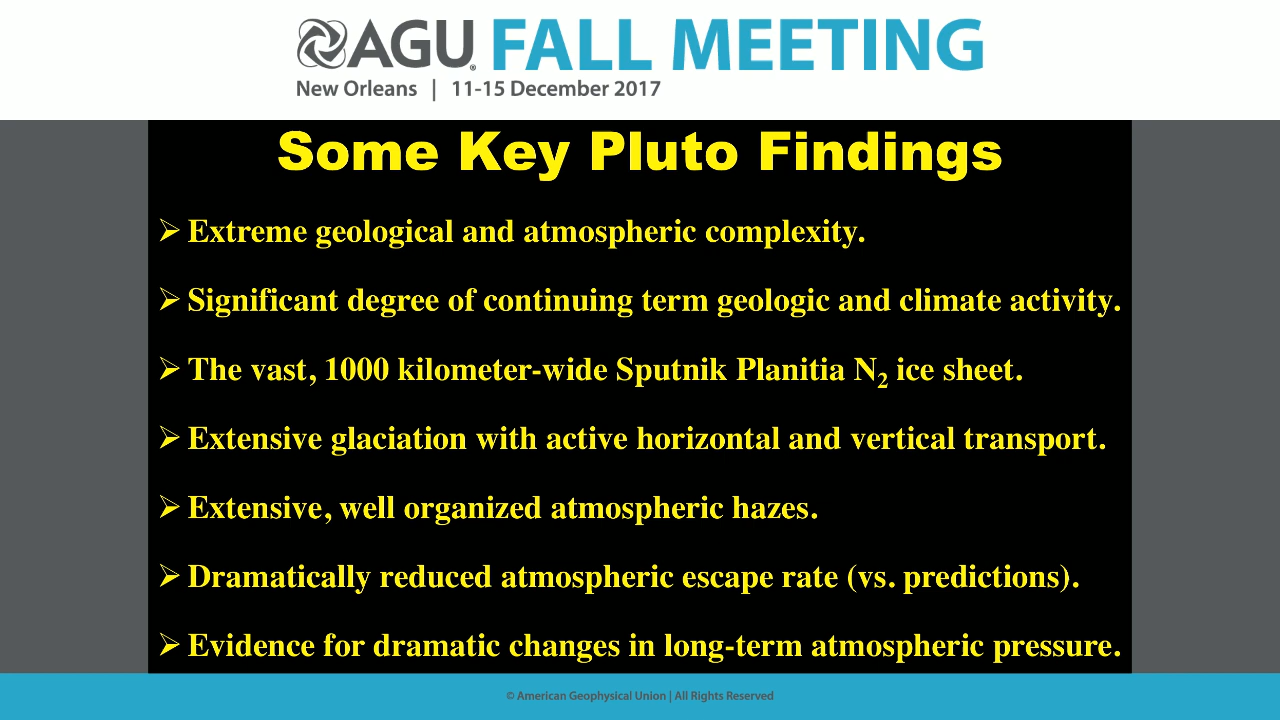 AGU FALL MEETING
New Orleans | 11-15 December 2017
Some Key Pluto Findings
➢ Extreme geological and atmospheric complexity.
➢ Significant degree of continuing term geologic and climate activity.
➢ The vast, 1000 kilometer-wide Sputnik Planitia N₂ ice sheet.
➢ Extensive glaciation with active horizontal and vertical transport.
➢ Extensive, well organized atmospheric hazes.
➢ Dramatically reduced atmospheric escape rate (vs. predictions).
➢ Evidence for dramatic changes in long-term atmospheric pressure.
© American Geophysical Union | All Rights Reserved